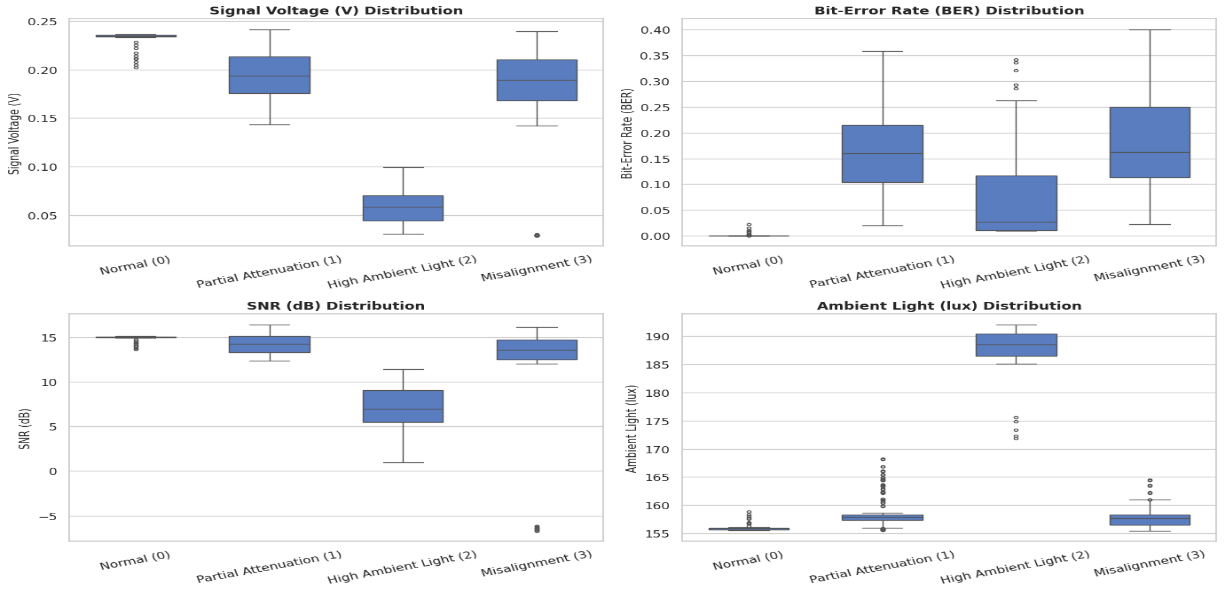 Signal Voltage (V) Distribution
Signal Voltage (V)
0.25
0.20
0.15
0.10
0.05
Normal (0)
Partial Attenuation (1)
High Ambient Light (2)
Misalignment (3)
Bit-Error Rate (BER) Distribution
Bit-Error Rate (BER)
0.40
0.35
0.30
0.25
0.20
0.15
0.10
0.05
0.00
Normal (0)
Partial Attenuation (1)
High Ambient Light (2)
Misalignment (3)
SNR (dB) Distribution
SNR (dB)
15
10
5
0
−5
Normal (0)
Partial Attenuation (1)
High Ambient Light (2)
Misalignment (3)
Ambient Light (lux) Distribution
Ambient Light (lux)
190
185
180
175
170
165
160
155
Normal (0)
Partial Attenuation (1)
High Ambient Light (2)
Misalignment (3)